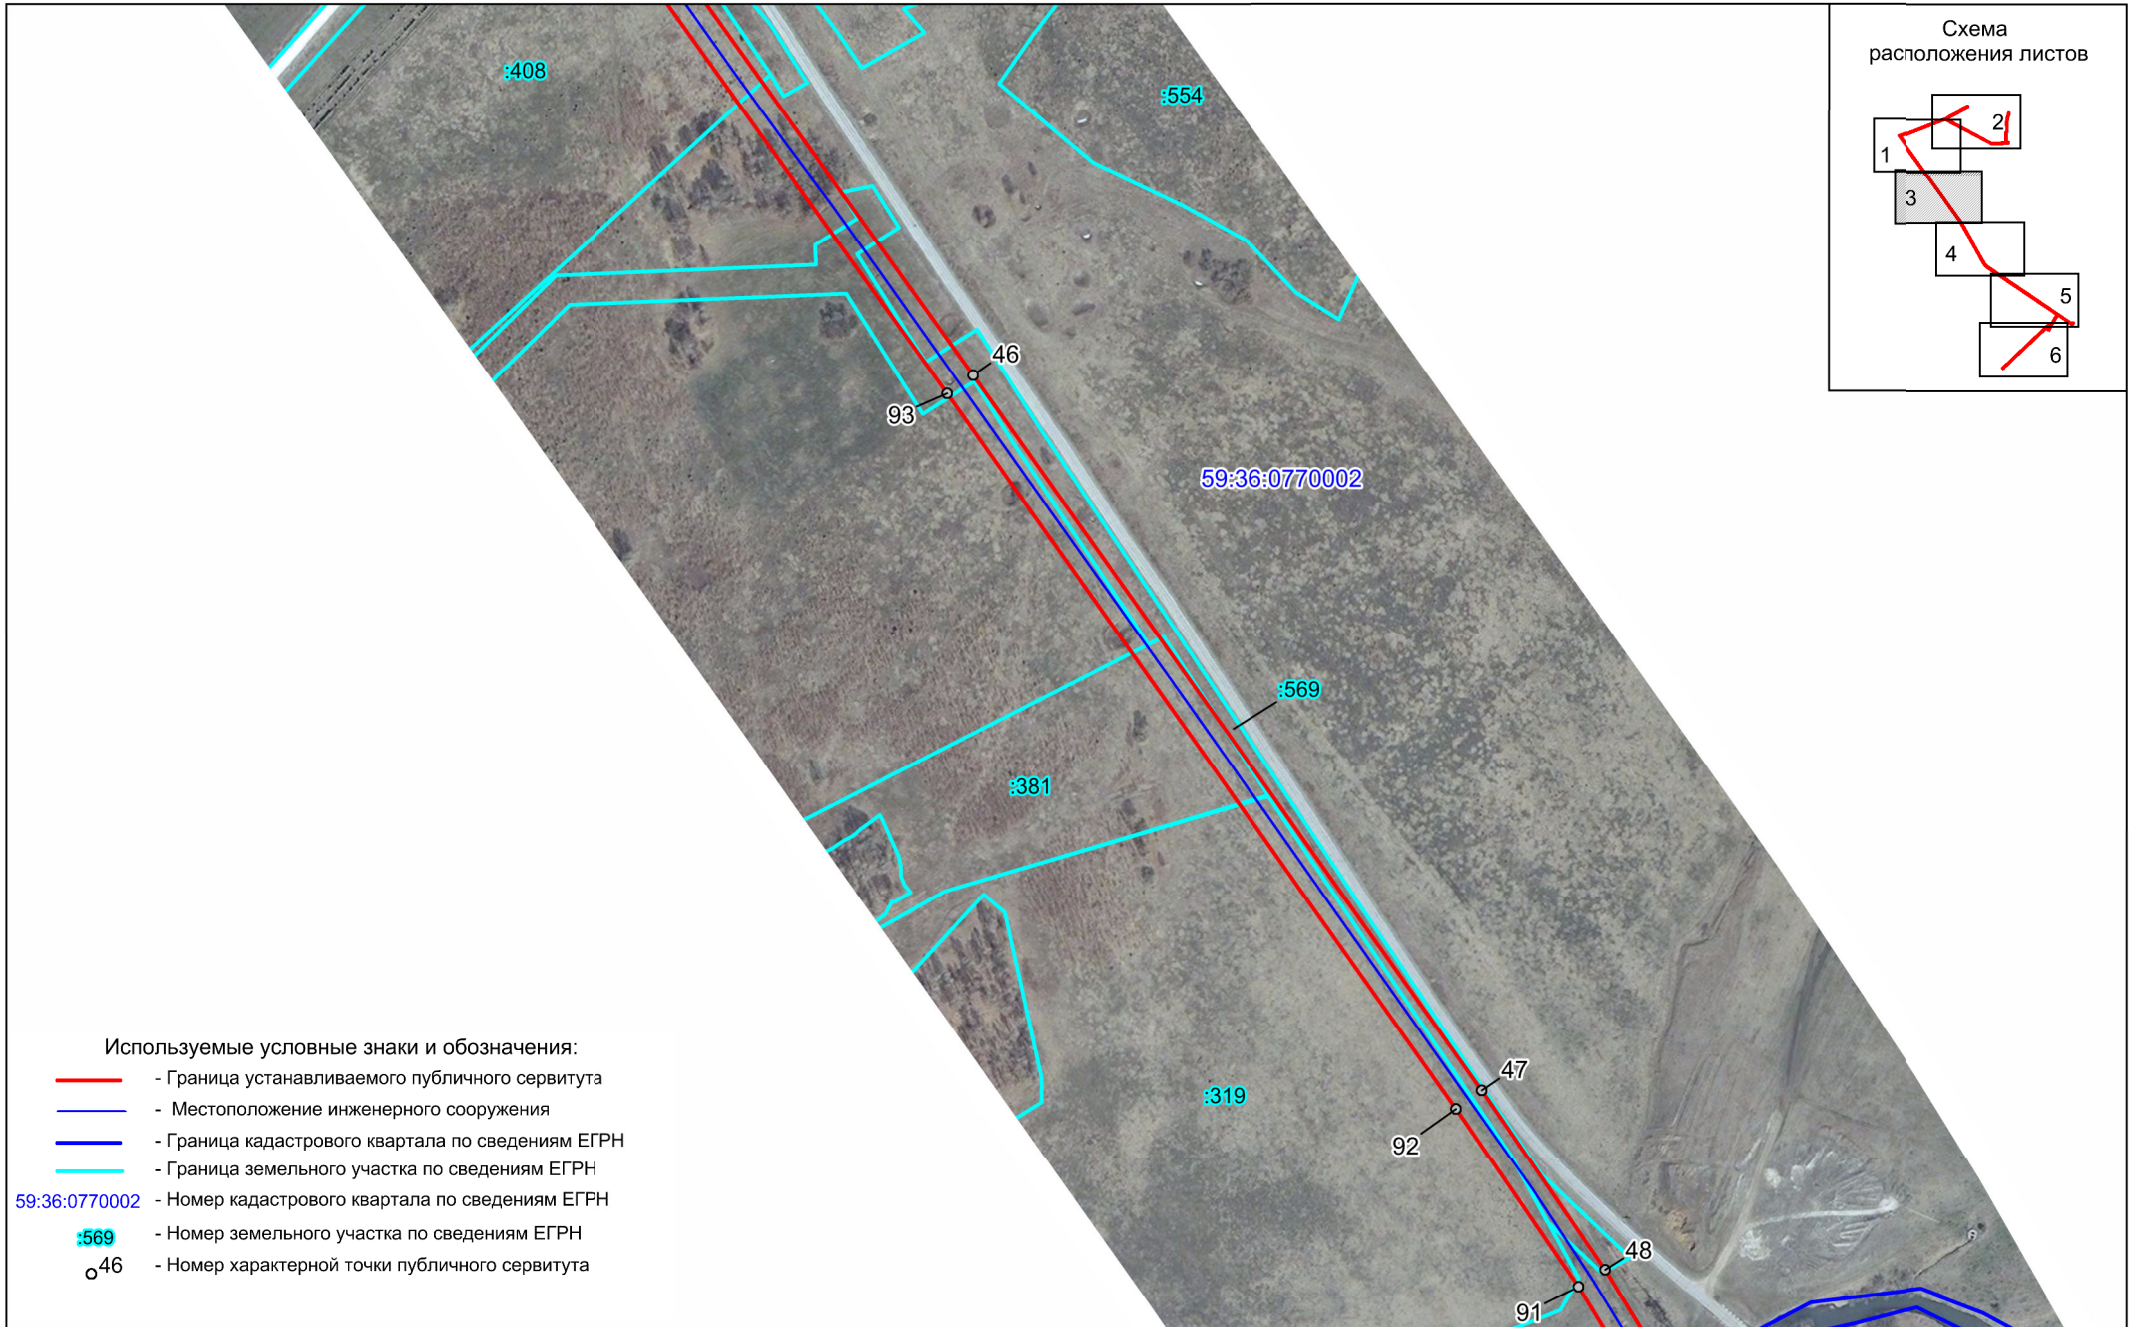 Схема
расположения листов
2
1
3
4
5
6
:408
:554
46
93
59:36:0770002
:569
:381
47
:319
92
48
91
Используемые условные знаки и обозначения:
- Граница устанавливаемого публичного сервитута
- Местоположение инженерного сооружения
- Граница кадастрового квартала по сведениям ЕГРН
- Граница земельного участка по сведениям ЕГРН
59:36:0770002 - Номер кадастрового квартала по сведениям ЕГРН
:569 - Номер земельного участка по сведениям ЕГРН
46 - Номер характерной точки публичного сервитута